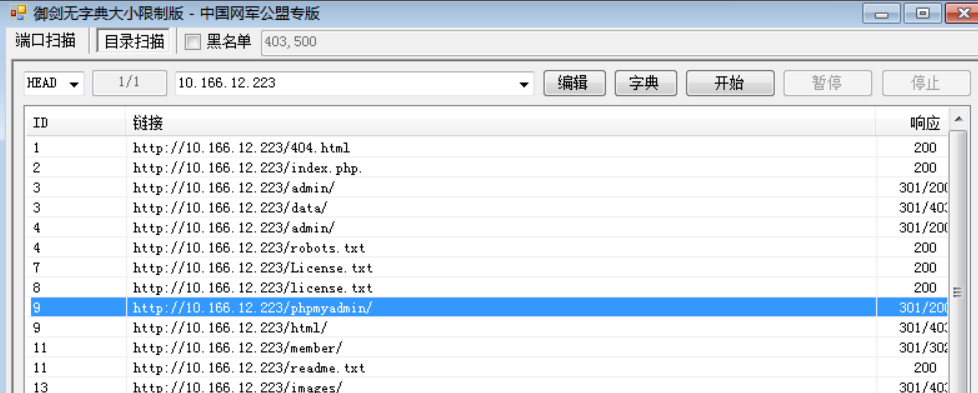 御剑无字典大小限制版 - 中国网军公盟专版
端口扫描 目录扫描 黑名单 403,500
HEAD 1/1 10.166.12.223 编辑 字典 开始 暂停 停止
ID 链接 响应
1 http://10.166.12.223/404.html 200
2 http://10.166.12.223/index.php. 200
3 http://10.166.12.223/admin/ 301/200
3 http://10.166.12.223/data/ 301/403
4 http://10.166.12.223/admin/ 301/200
4 http://10.166.12.223/robots.txt 200
7 http://10.166.12.223/License.txt 200
8 http://10.166.12.223/license.txt 200
9 http://10.166.12.223/phpmyadmin/ 301/200
9 http://10.166.12.223/html/ 301/403
11 http://10.166.12.223/member/ 301/302
11 http://10.166.12.223/readme.txt 200
13 http://10.166.12.223/images/ 301/403